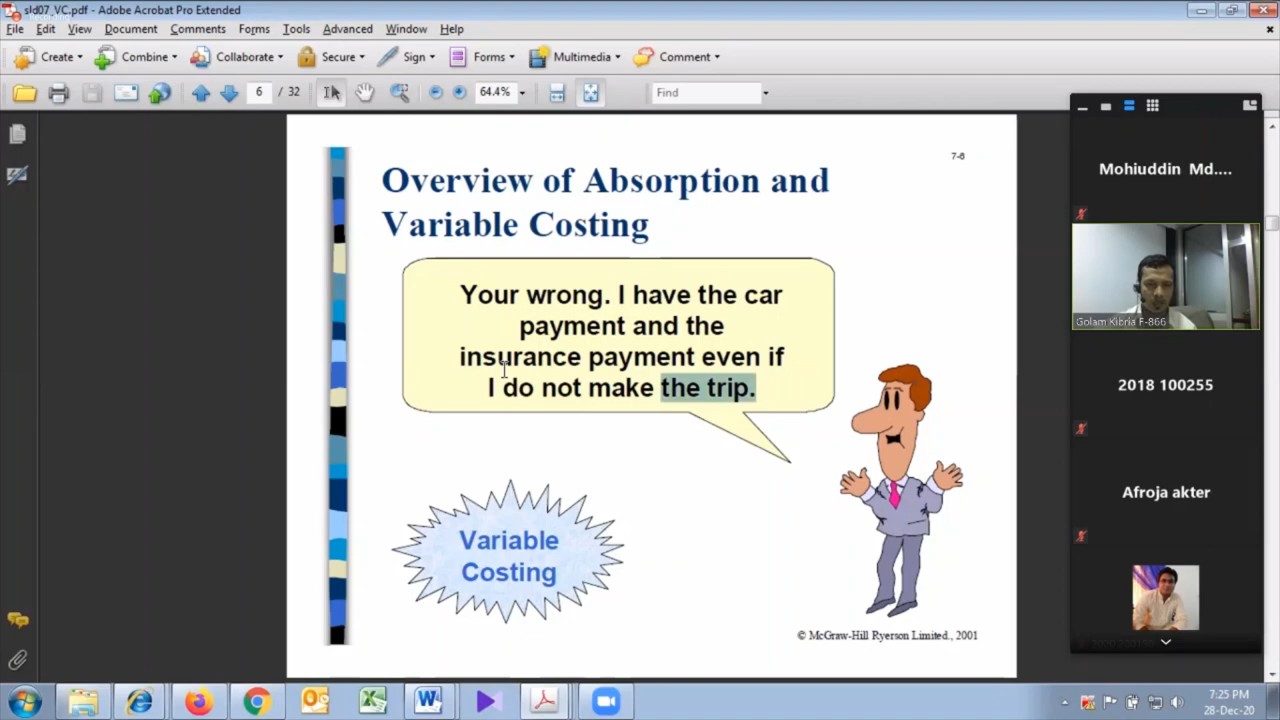 sld07_VC.pdf - Adobe Acrobat Pro Extended
File Edit View Document Comments Forms Tools Advanced Window Help
Create Combine Collaborate Secure Sign Forms Multimedia Comment
6 / 32 64.4% Find
7-6
Overview of Absorption and
Variable Costing
Your wrong. I have the car
payment and the
insurance payment even if
I do not make the trip.
Variable
Costing
© McGraw-Hill Ryerson Limited., 2001
Mohiuddin Md....
Golam Kibria F-866
2018 100255
Afroja akter
7:25 PM
28-Dec-20